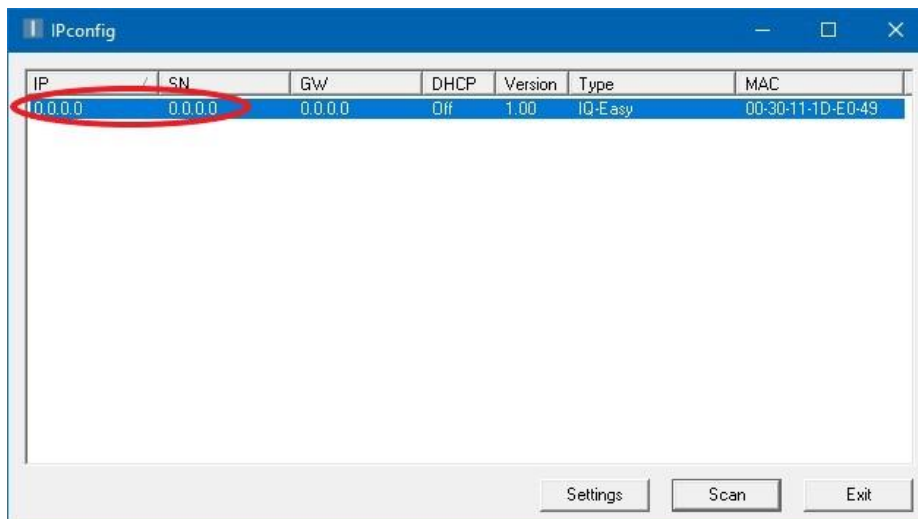 IPconfig
IP SN GW DHCP Version Type MAC
0.0.0.0 0.0.0.0 0.0.0.0 Off 1.00 IQ-Easy 00-30-11-1D-E0-49
Settings Scan Exit